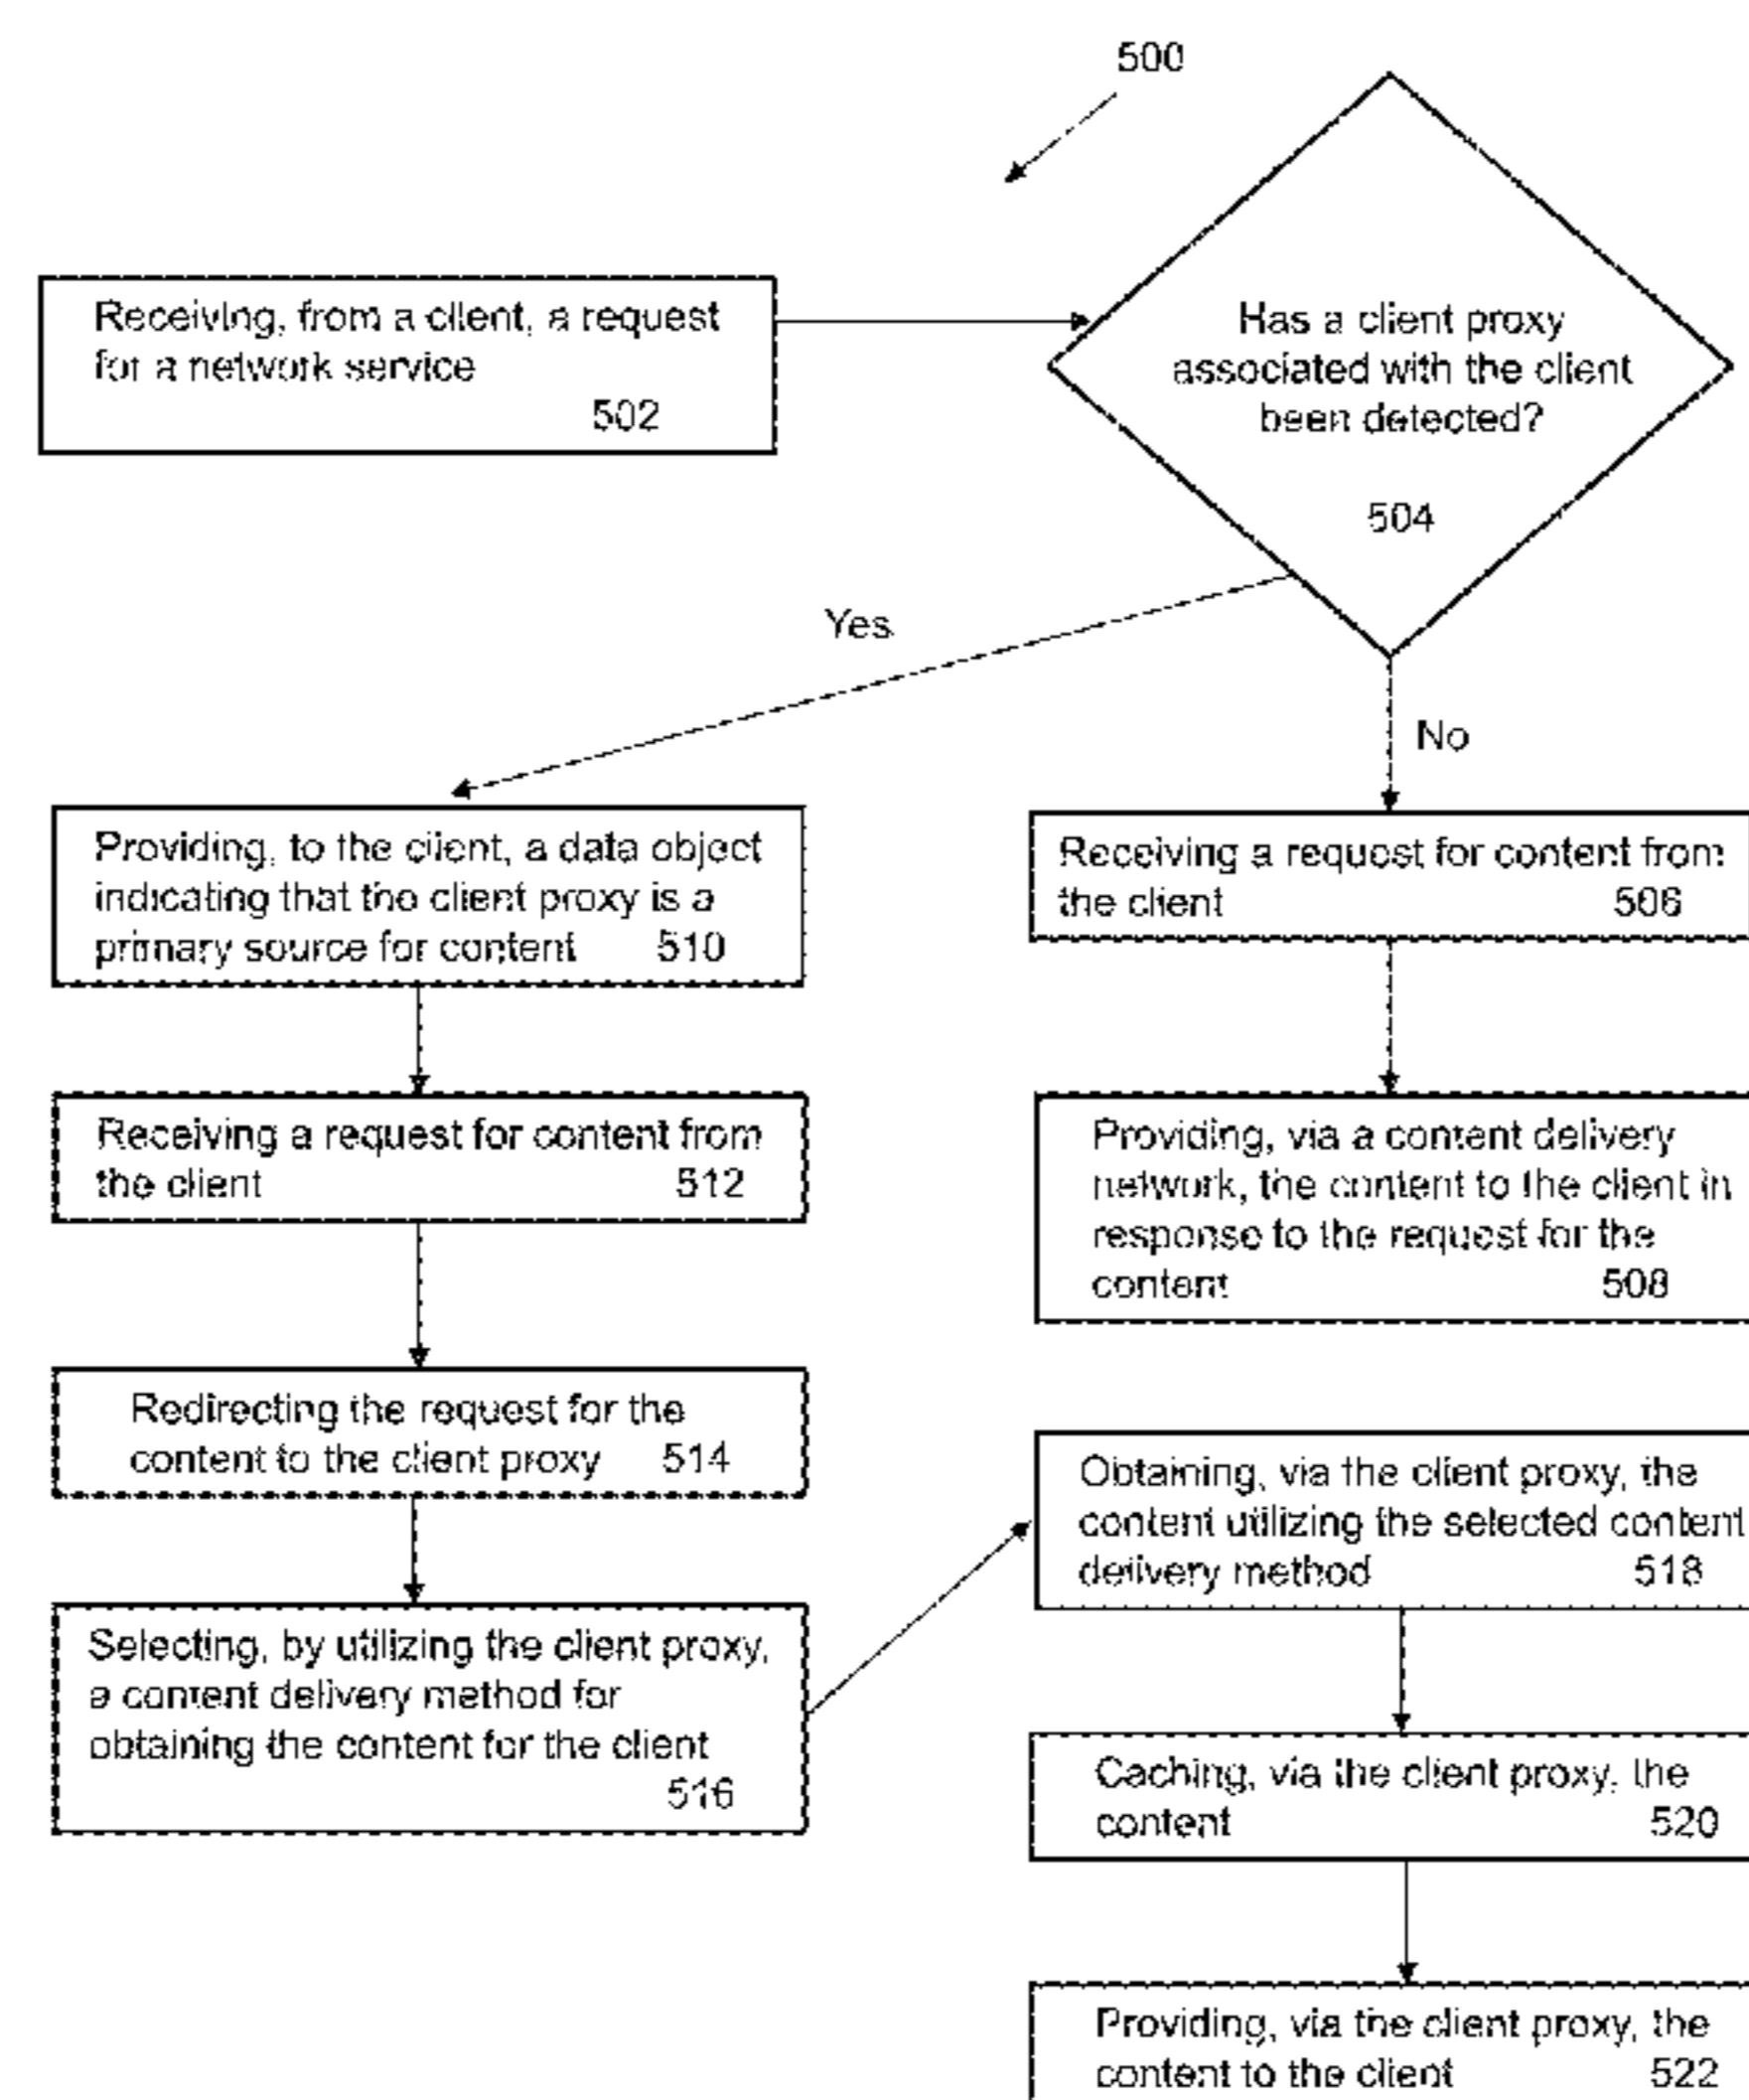 500
Receiving, from a client, a request
for a network service
502
Has a client proxy
associated with the client
been detected?
504
Yes
No
Providing, to the client, a data object
indicating that the client proxy is a
primary source for content 510
Receiving a request for content from
the client 506
Receiving a request for content from
the client 512
Providing, via a content delivery
network, the content to the client in
response to the request for the
content 508
Redirecting the request for the
content to the client proxy 514
Selecting, by utilizing the client proxy,
a content delivery method for
obtaining the content for the client
516
Obtaining, via the client proxy, the
content utilizing the selected content
delivery method 518
Caching, via the client proxy, the
content 520
Providing, via the client proxy, the
content to the client 522